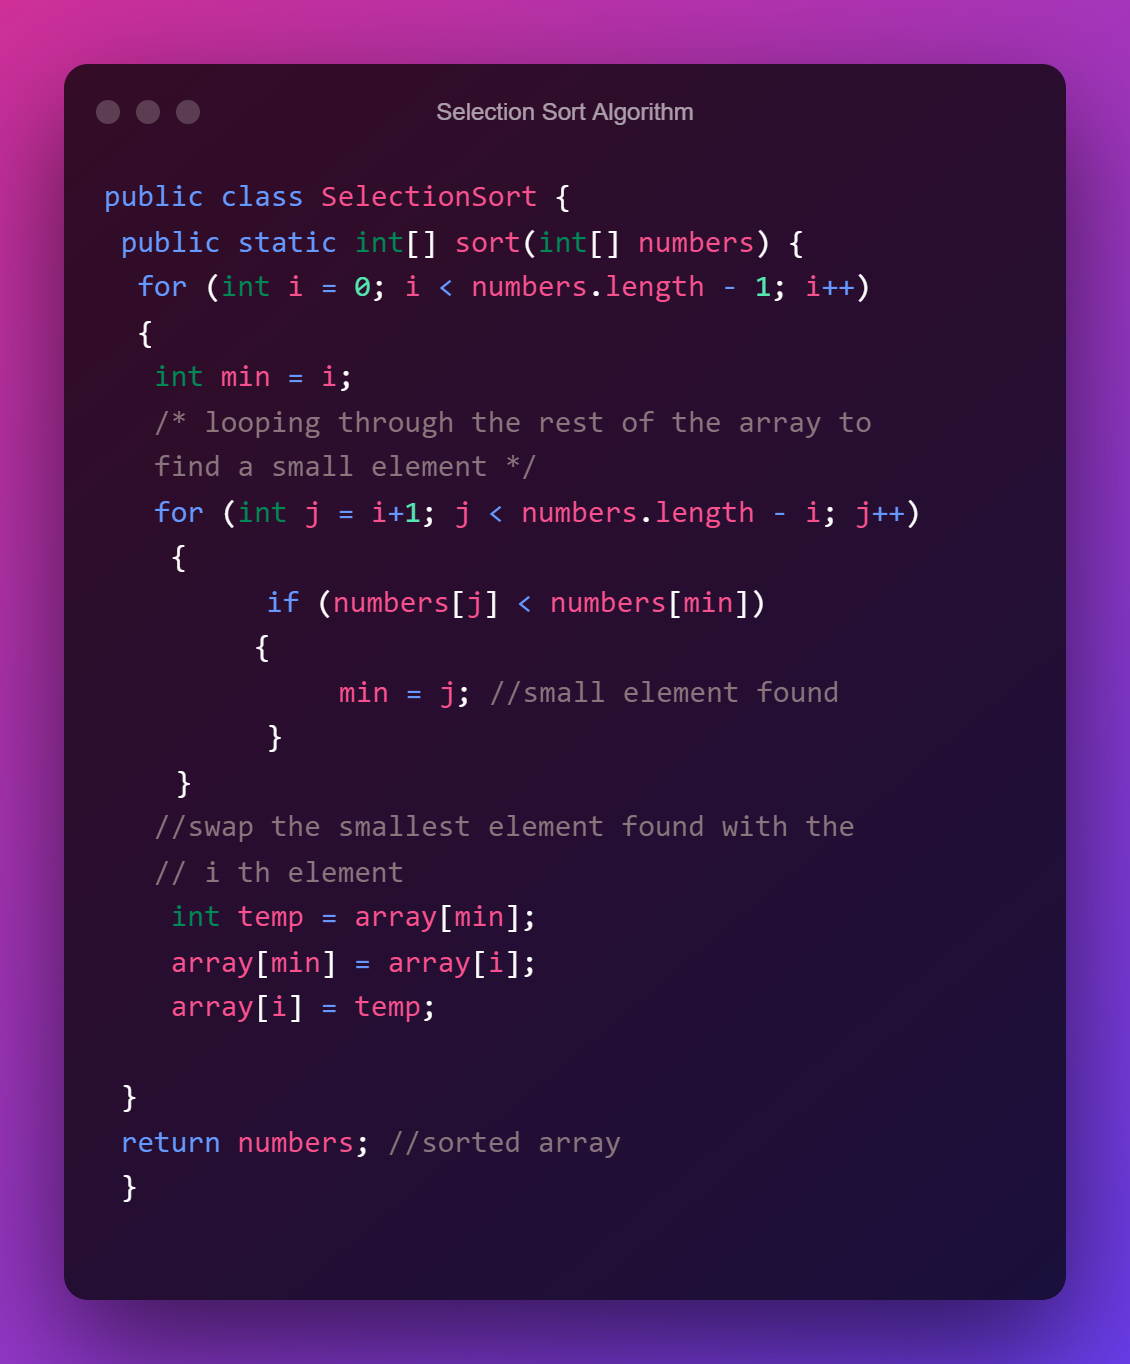 Selection Sort Algorithm
public class SelectionSort {
public static int[] sort(int[] numbers) {
for (int i = 0; i < numbers.length - 1; i++)
{
int min = i;
/* looping through the rest of the array to
find a small element */
for (int j = i+1; j < numbers.length - i; j++)
{
if (numbers[j] < numbers[min])
{
min = j; //small element found
}
}
//swap the smallest element found with the
// i th element
int temp = array[min];
array[min] = array[i];
array[i] = temp;
}
return numbers; //sorted array
}